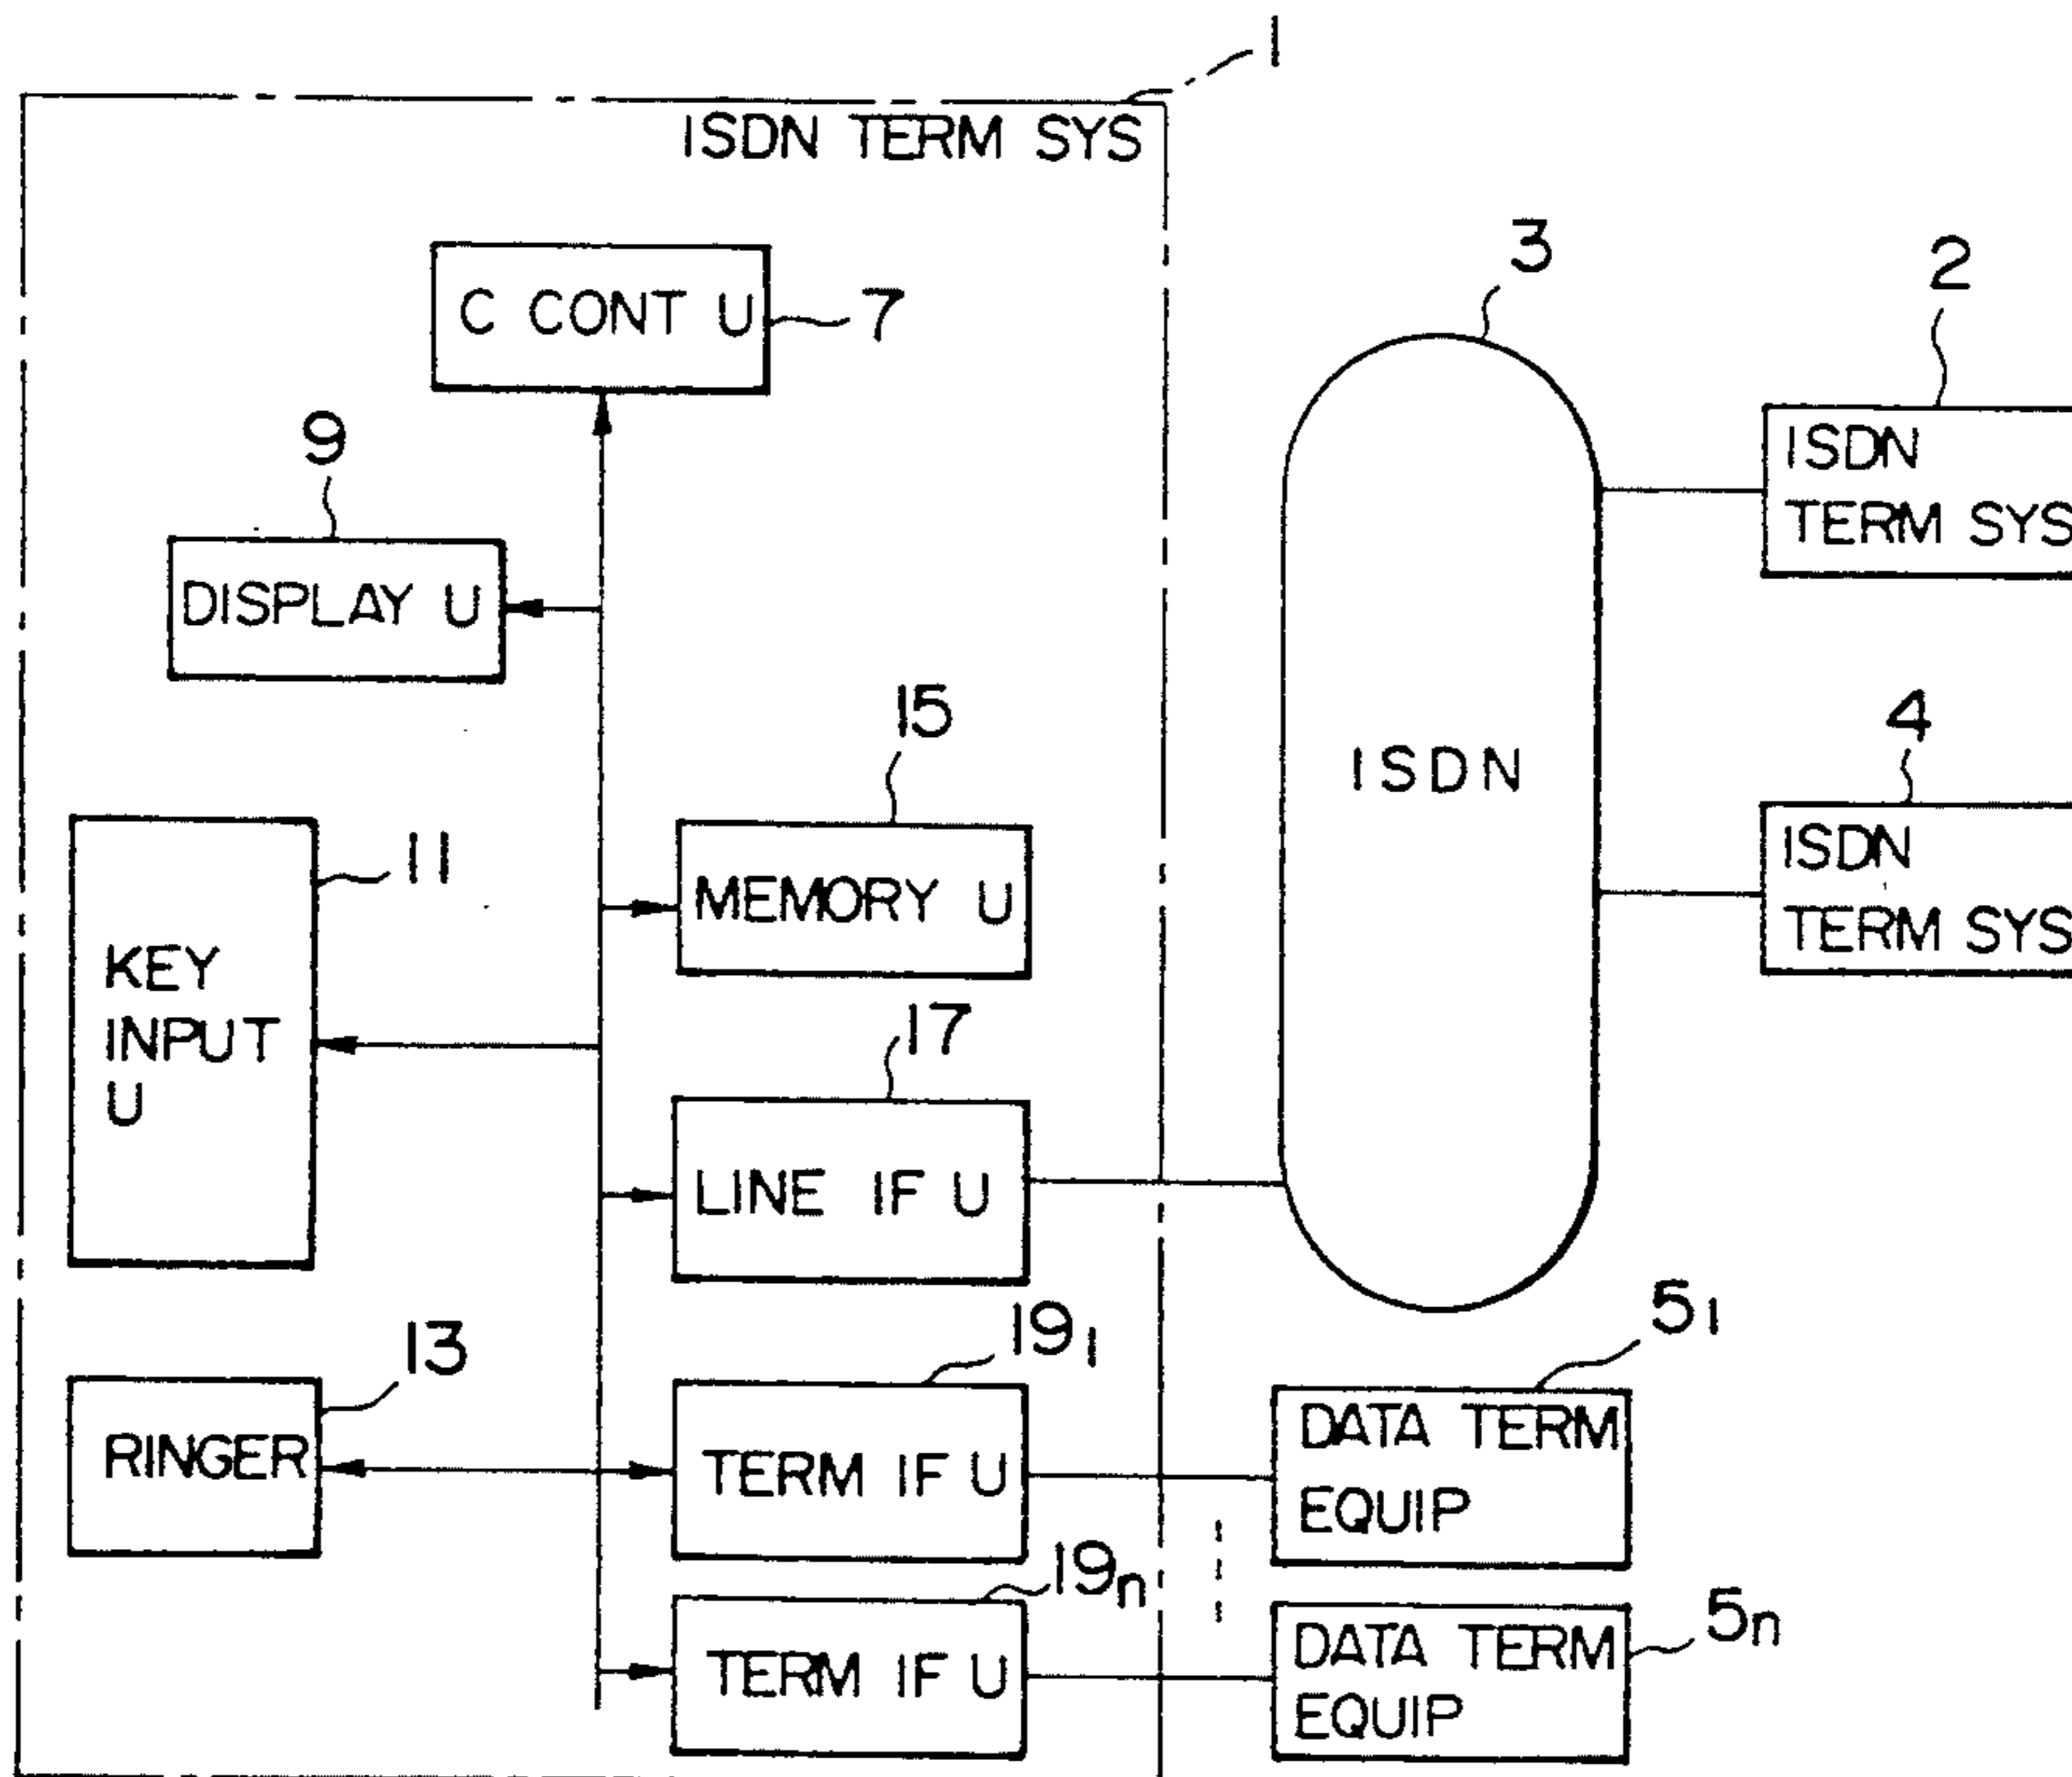 1
ISDN TERM SYS
3
2
C CONT U
7
ISDN
TERM SYS
9
DISPLAY U
15
4
ISDN
ISDN
TERM SYS
11
MEMORY U
KEY
INPUT
U
17
LINE IF U
13
19₁
5₁
RINGER
TERM IF U
DATA TERM
EQUIP
19n
5n
TERM IF U
DATA TERM
EQUIP